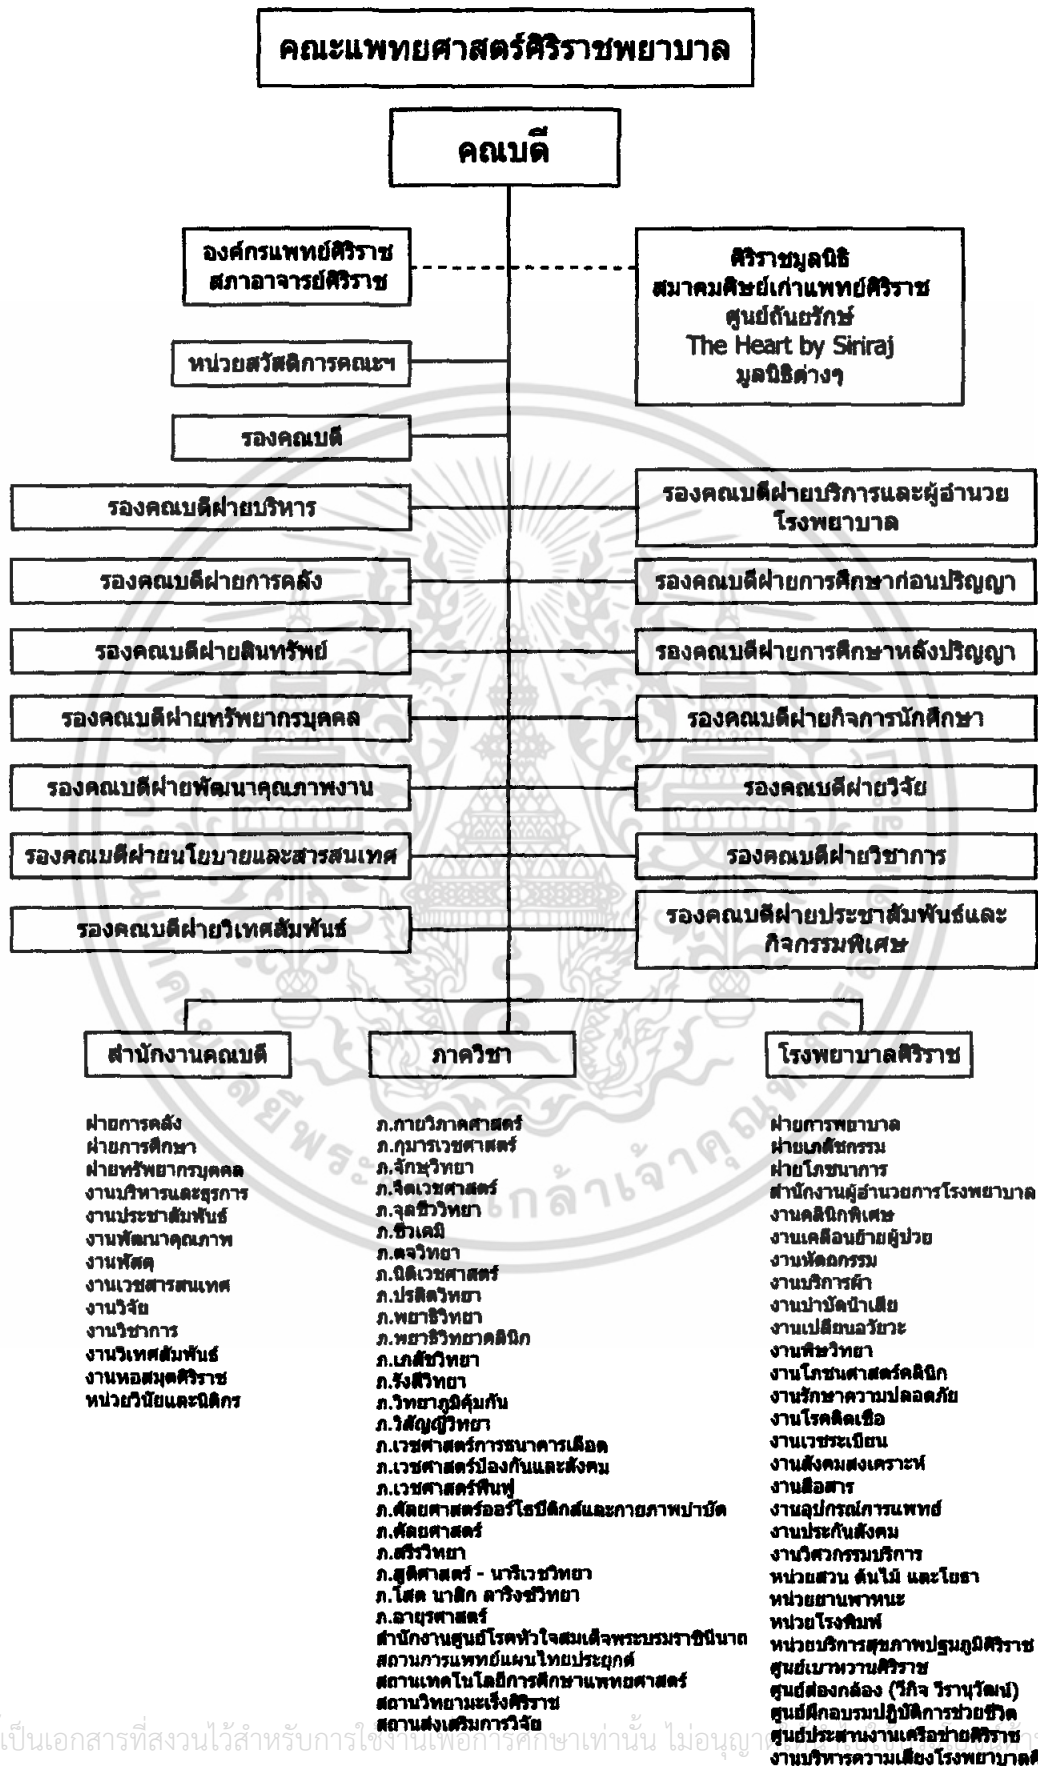 คณะแพทยศาสตร์ศิริราชพยาบาล
คณบดี
องค์กรแพทย์ศิริราช
สภาอาจารย์ศิริราช
ศิริราชมูลนิธิ
สมาคมศิษย์เก่าแพทย์ศิริราช
ศูนย์ถันยรักษ์
The Heart by Siriraj
มูลนิธิต่างๆ
หน่วยสวัสดิการคณะฯ
รองคณบดี
รองคณบดีฝ่ายบริหาร
รองคณบดีฝ่ายบริการและผู้อำนวย
โรงพยาบาล
รองคณบดีฝ่ายการคลัง
รองคณบดีฝ่ายการศึกษาก่อนปริญญา
รองคณบดีฝ่ายสินทรัพย์
รองคณบดีฝ่ายการศึกษาหลังปริญญา
รองคณบดีฝ่ายทรัพยากรบุคคล
รองคณบดีฝ่ายกิจการนักศึกษา
รองคณบดีฝ่ายพัฒนาคุณภาพงาน
รองคณบดีฝ่ายวิจัย
รองคณบดีฝ่ายนโยบายและสารสนเทศ
รองคณบดีฝ่ายวิชาการ
รองคณบดีฝ่ายวิเทศสัมพันธ์
รองคณบดีฝ่ายประชาสัมพันธ์และ
กิจกรรมพิเศษ
สำนักงานคณบดี
ฝ่ายการคลัง
ฝ่ายการศึกษา
ฝ่ายทรัพยากรบุคคล
งานบริหารและธุรการ
งานประชาสัมพันธ์
งานพัฒนาคุณภาพ
งานพัสดุ
งานเวชสารสนเทศ
งานวิจัย
งานวิชาการ
งานวิเทศสัมพันธ์
งานหอสมุดศิริราช
หน่วยวินัยและนิติกร
ภาควิชา
ภ.กายวิภาคศาสตร์
ภ.กุมารเวชศาสตร์
ภ.จักษุวิทยา
ภ.จิตเวชศาสตร์
ภ.จุลชีววิทยา
ภ.ชีวเคมี
ภ.ตจวิทยา
ภ.นิติเวชศาสตร์
ภ.ปรสิตวิทยา
ภ.พยาธิวิทยา
ภ.พยาธิวิทยาคลินิก
ภ.เภสัชวิทยา
ภ.รังสีวิทยา
ภ.วิทยาภูมิคุ้มกัน
ภ.วิสัญญีวิทยา
ภ.เวชศาสตร์การธนาคารเลือด
ภ.เวชศาสตร์ป้องกันและสังคม
ภ.เวชศาสตร์ฟื้นฟู
ภ.ศัลยศาสตร์ออร์โธปิดิกส์และกายภาพบำบัด
ภ.ศัลยศาสตร์
ภ.สรีรวิทยา
ภ.สูติศาสตร์ - นารีเวชวิทยา
ภ.โสต นาสิก ลาริงซ์วิทยา
ภ.อายุรศาสตร์
สำนักงานศูนย์โรคหัวใจสมเด็จพระบรมราชินีนาถ
สถานการแพทย์แผนไทยประยุกต์
สถานเทคโนโลยีการศึกษาแพทยศาสตร์
สถานวิทยามะเร็งศิริราช
สถานส่งเสริมการวิจัย
โรงพยาบาลศิริราช
ฝ่ายการพยาบาล
ฝ่ายเภสัชกรรม
ฝ่ายโภชนาการ
สำนักงานผู้อำนวยการโรงพยาบาล
งานคลินิกพิเศษ
งานเคลื่อนย้ายผู้ป่วย
งานหัตถกรรม
งานบริการผ้า
งานบำบัดน้ำเสีย
งานเปลี่ยนอวัยวะ
งานพิษวิทยา
งานโภชนศาสตร์คลินิก
งานรักษาความปลอดภัย
งานโรคติดเชื้อ
งานเวชระเบียน
งานสังคมสงเคราะห์
งานสื่อสาร
งานอุปกรณ์การแพทย์
งานประกันสังคม
งานวิศวกรรมบริการ
หน่วยสวน ต้นไม้ และโยธา
หน่วยยานพาหนะ
หน่วยโรงพิมพ์
หน่วยบริการสุขภาพปฐมภูมิศิริราช
ศูนย์เบาหวานศิริราช
ศูนย์ส่องกล้อง (วีกิจ วีรานุวัฒน์)
ศูนย์ฝึกอบรมปฏิบัติการช่วยชีวิต
ศูนย์ประสานงานเครือข่ายศิริราช
งานบริหารความเสี่ยงโรงพยาบาลศิ
เป็นเอกสารที่สงวนไว้สำหรับการใช้งานเพื่อการศึกษาเท่านั้น ไม่อนุญาต